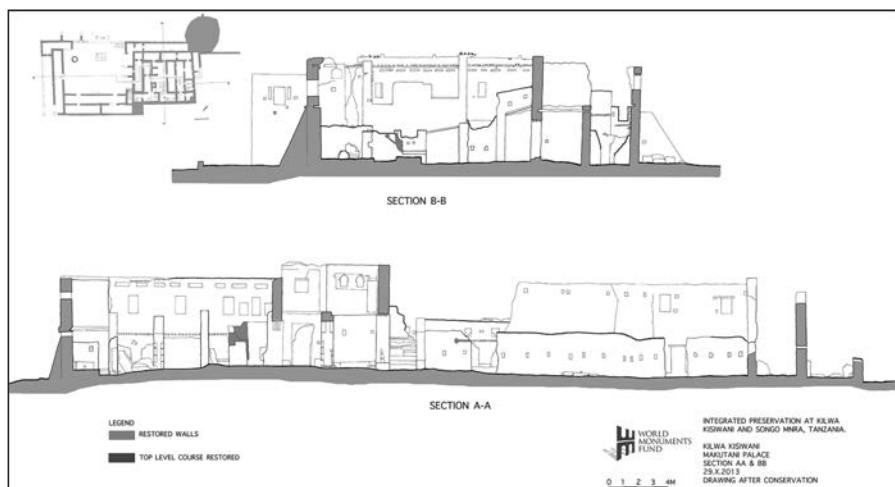 SECTION B-B
SECTION A-A
LEGEND
RESTORED WALLS
TOP LEVEL COURSE RESTORED
WORLD
MONUMENTS
FUND
0 1 2 3 4M
INTEGRATED PRESERVATION AT KILWA
KISIWANI AND SONGO MNRA, TANZANIA.
KILWA KISIWANI
MAKUTANI PALACE
SECTION AA & BB
29.X.2013
DRAWING AFTER CONSERVATION